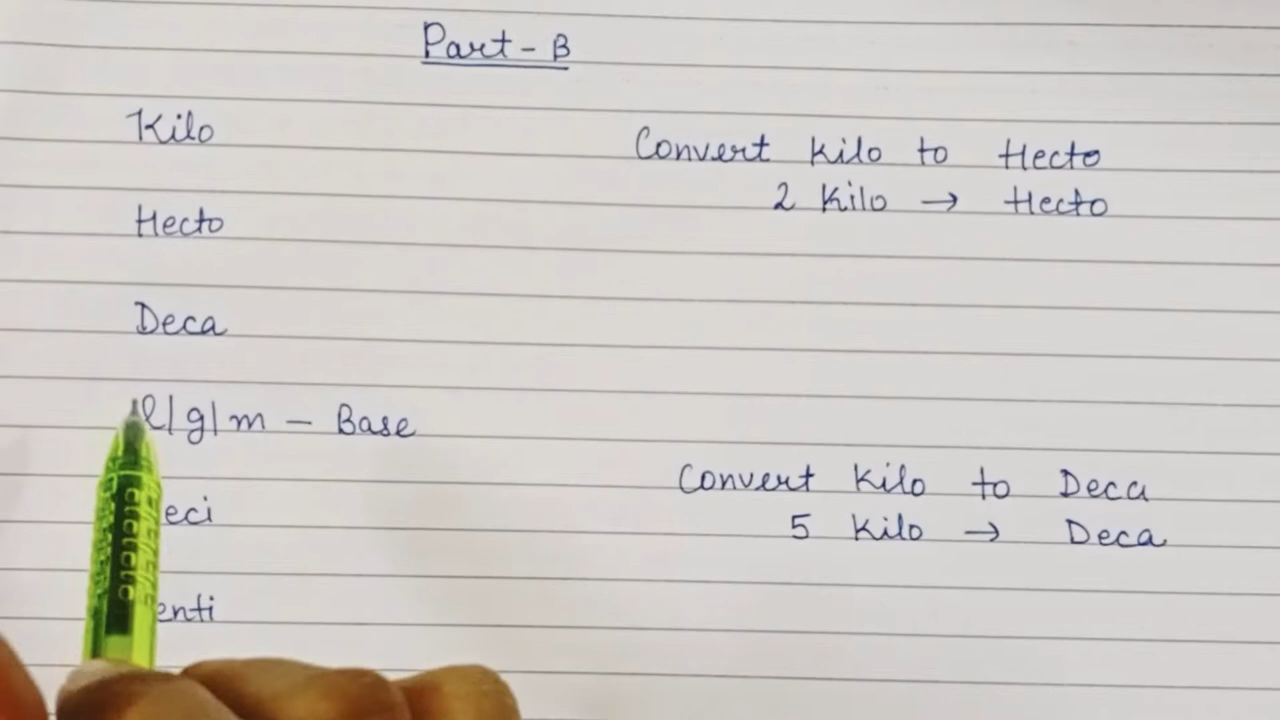 Part - B
Kilo
Hecto
Deca
l/g/m - Base
eci
enti
Convert Kilo to Hecto
2 Kilo → Hecto
Convert Kilo to Deca
5 Kilo → Deca